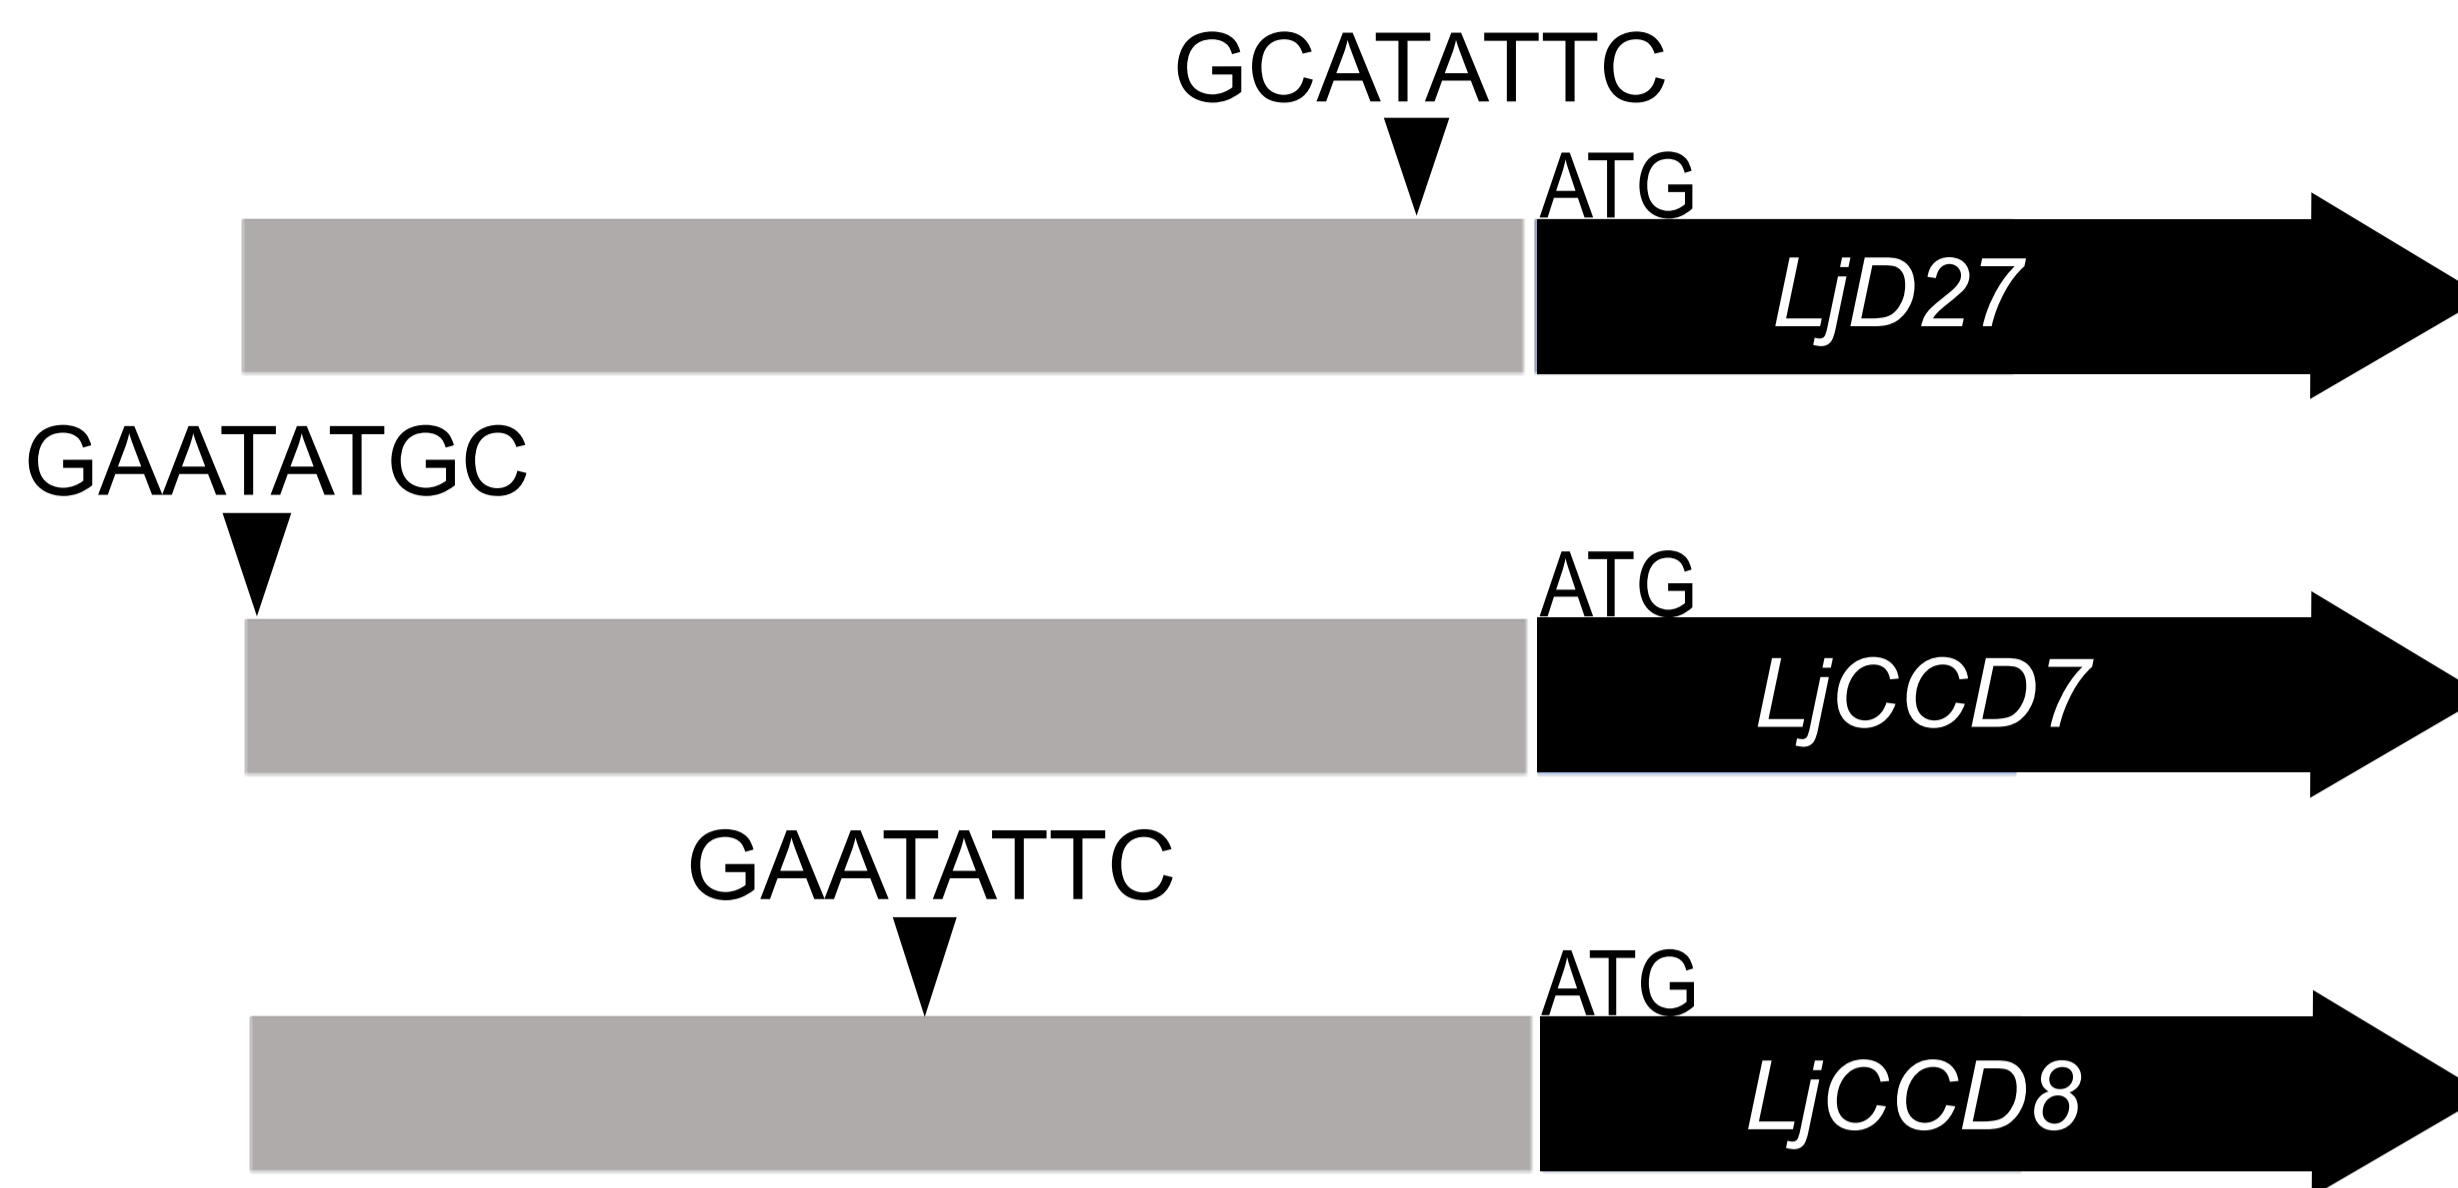 GCATATTC
ATG
LjD27
GAATATGC
ATG
LjCCD7
GAATATTC
ATG
LjCCD8